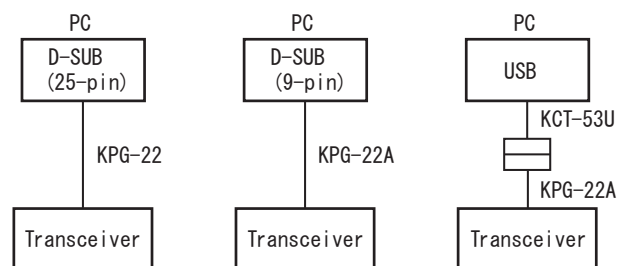 PC
D-SUB
(25-pin)
KPG-22
Transceiver
PC
D-SUB
(9-pin)
KPG-22A
Transceiver
PC
USB
KCT-53U
KPG-22A
Transceiver